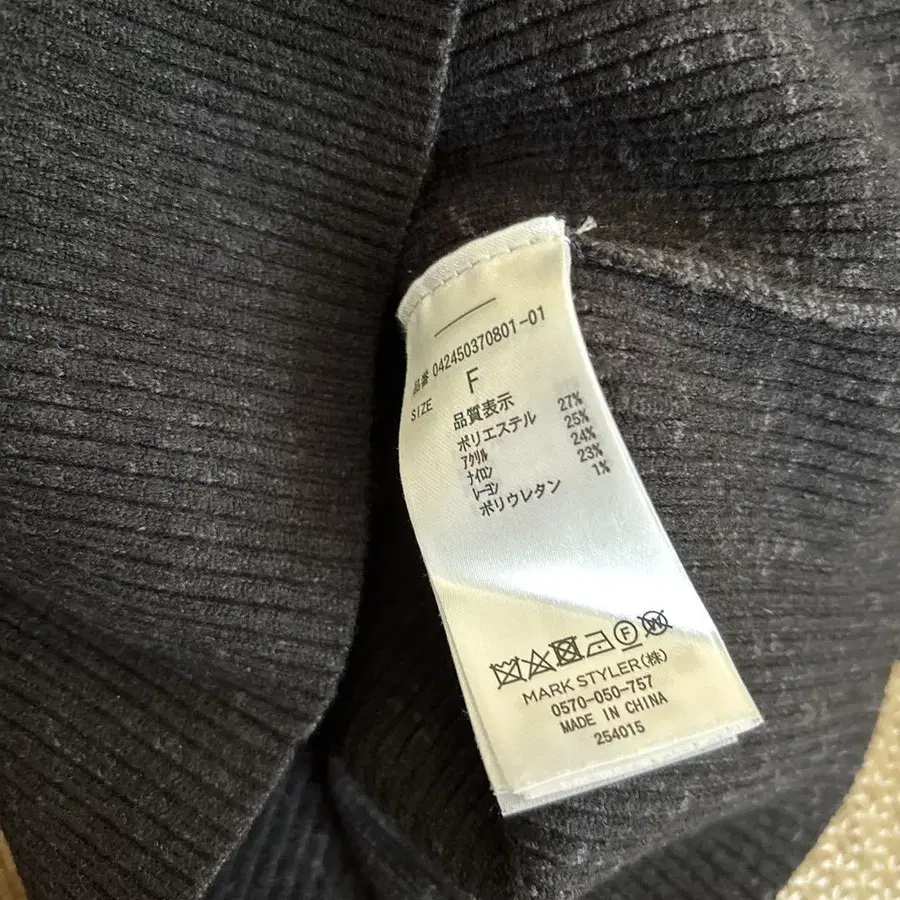 品番 042450370801-01
SIZE F
品質表示
ポリエステル 27%
アクリル 25%
ナイロン 24%
レーヨン 23%
ポリウレタン 1%
F W
MARK STYLER(株)
0570-050-757
MADE IN CHINA
254015